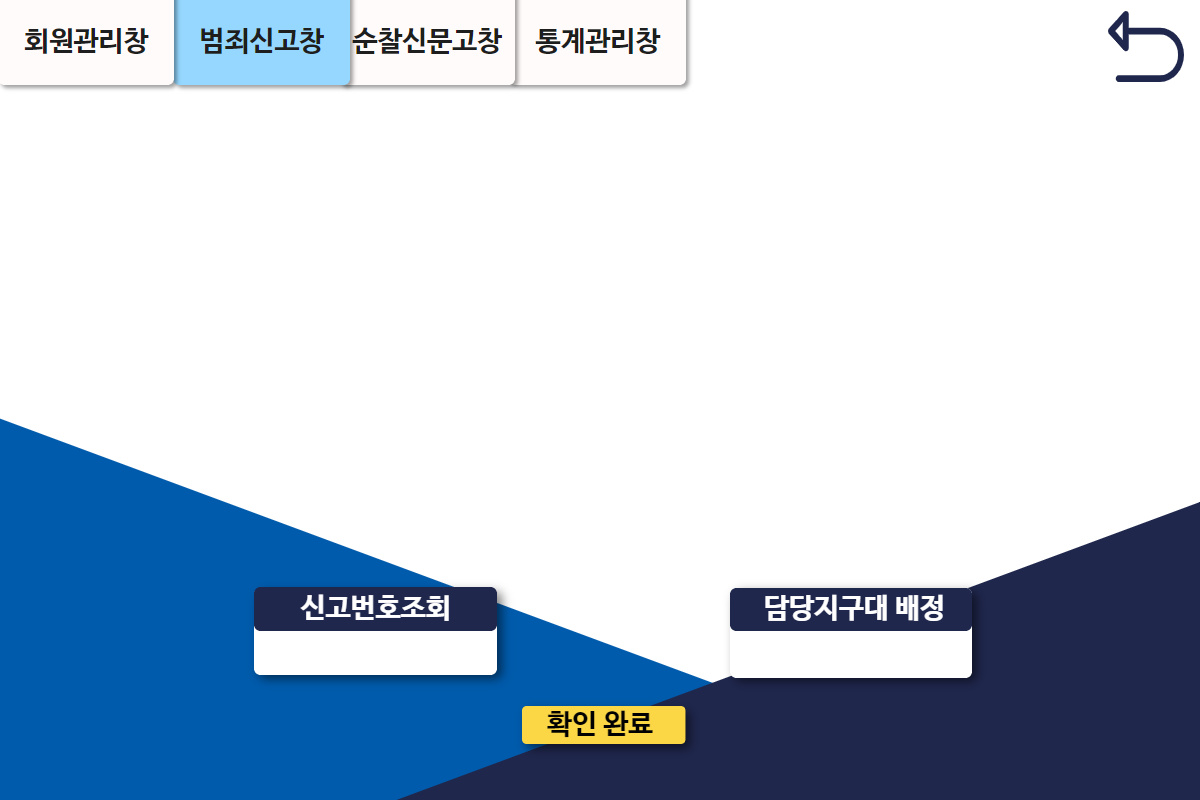 회원관리창
범죄신고창
순찰신문고창
통계관리창
신고번호조회
담당지구대 배정
확인 완료